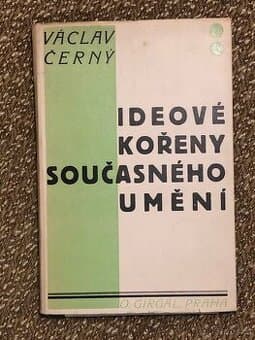 VÁCLAV
ČERNÝ
IDEOVÉ
KOŘENY
SOUČASNÉHO
UMĚNÍ
O. GIRGAL, PRAHA